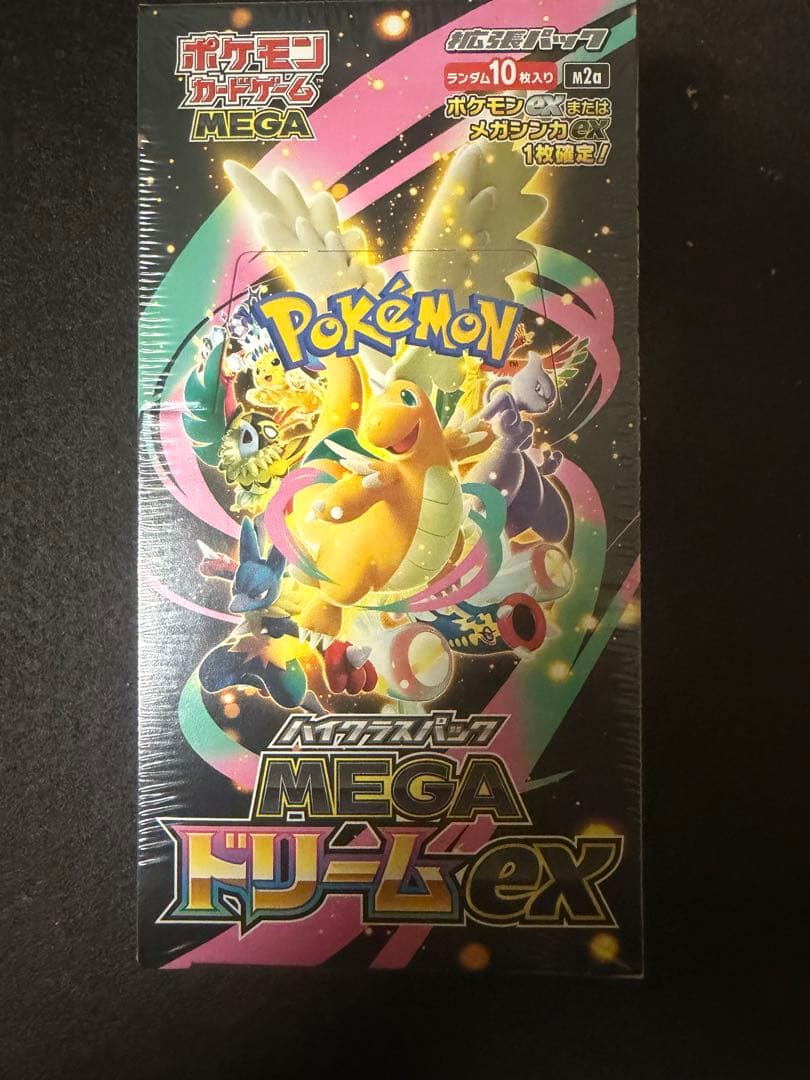 ポケモン
カードゲーム
MEGA
拡張パック
ランダム10枚入り M2a
ポケモンexまたは
メガシンカex
1枚確定!
POKéMON
TM
ハイクラスパック
MEGA
ドリームex